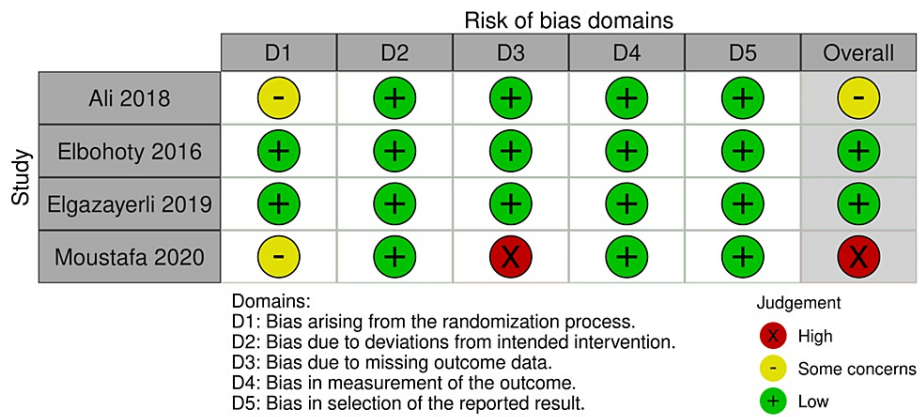 Risk of bias domains
D1 D2 D3 D4 D5 Overall
Study
Ali 2018 - + + + + -
Elbohoty 2016 + + + + + +
Elgazayerli 2019 + + + + + +
Moustafa 2020 - + X + + X
Domains:
D1: Bias arising from the randomization process.
D2: Bias due to deviations from intended intervention.
D3: Bias due to missing outcome data.
D4: Bias in measurement of the outcome.
D5: Bias in selection of the reported result.
Judgement
X High
- Some concerns
+ Low